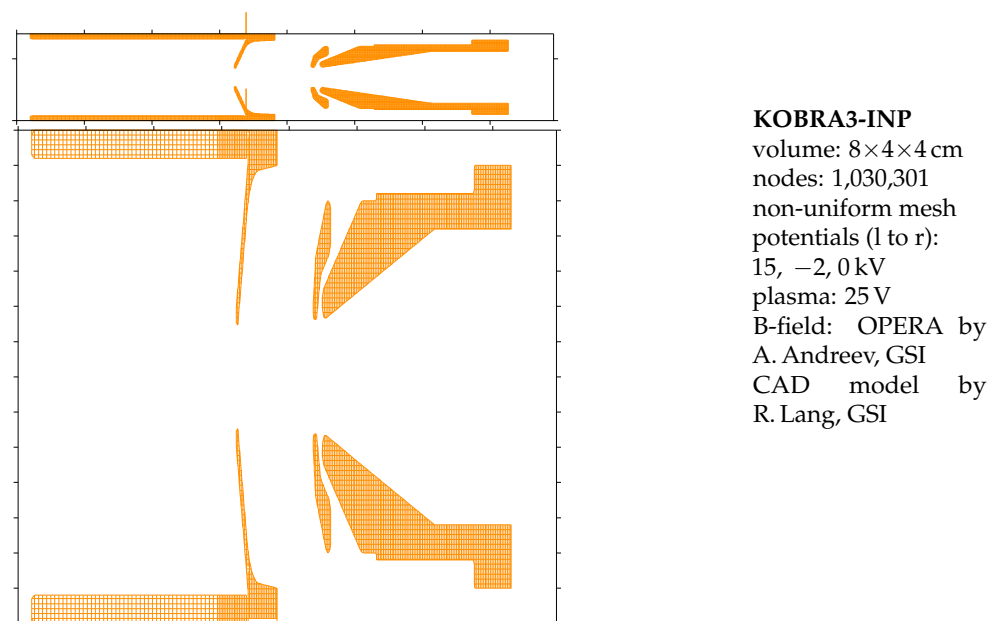 KOBRA3-INP
volume: 8×4×4 cm
nodes: 1,030,301
non-uniform mesh
potentials (l to r):
15, −2, 0 kV
plasma: 25 V
B-field: OPERA by
A. Andreev, GSI
CAD model by
R. Lang, GSI